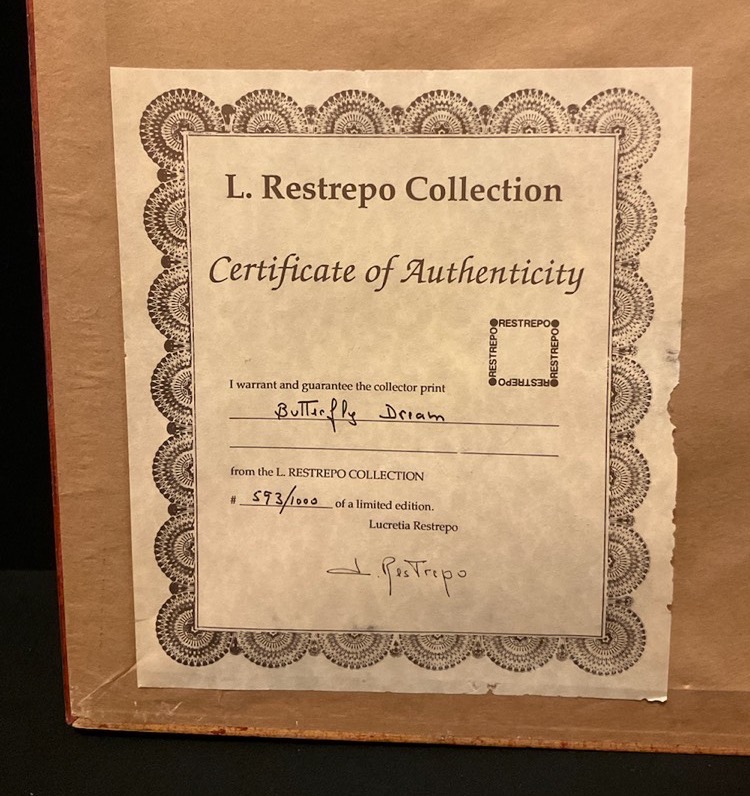 L. Restrepo Collection
Certificate of Authenticity
●RESTREPO●
RESTREPO
RESTREPO
●RESTREPO●
I warrant and guarantee the collector print
Butterfly Dream
from the L. RESTREPO COLLECTION
# 593/1000 of a limited edition.
Lucretia Restrepo
L. Restrepo